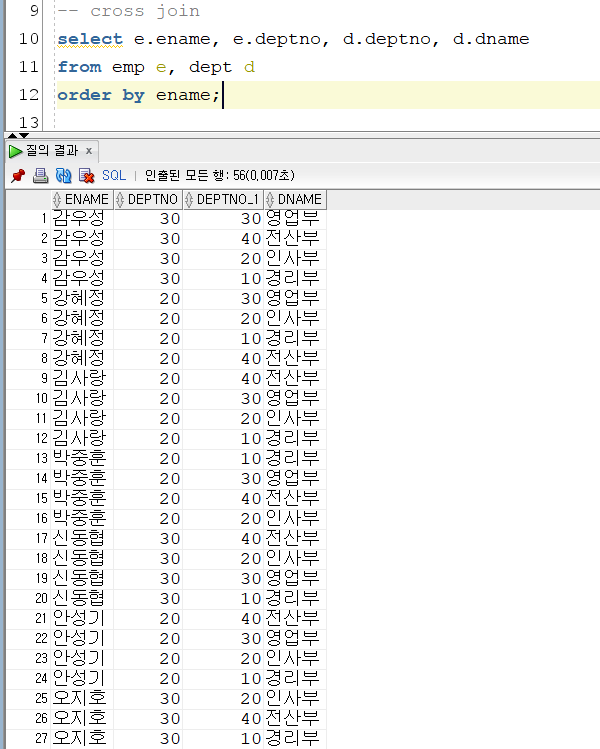 9 -- cross join
10 select e.ename, e.deptno, d.deptno, d.dname
11 from emp e, dept d
12 order by ename;
13
질의 결과 x
SQL | 인출된 모든 행: 56(0,007초)
ENAME DEPTNO DEPTNO_1 DNAME
1 감우성 30 30 영업부
2 감우성 30 40 전산부
3 감우성 30 20 인사부
4 감우성 30 10 경리부
5 강혜정 20 30 영업부
6 강혜정 20 20 인사부
7 강혜정 20 10 경리부
8 강혜정 20 40 전산부
9 김사랑 20 40 전산부
10 김사랑 20 30 영업부
11 김사랑 20 20 인사부
12 김사랑 20 10 경리부
13 박중훈 20 10 경리부
14 박중훈 20 30 영업부
15 박중훈 20 40 전산부
16 박중훈 20 20 인사부
17 신동협 30 40 전산부
18 신동협 30 20 인사부
19 신동협 30 30 영업부
20 신동협 30 10 경리부
21 안성기 20 40 전산부
22 안성기 20 30 영업부
23 안성기 20 20 인사부
24 안성기 20 10 경리부
25 오지호 30 20 인사부
26 오지호 30 40 전산부
27 오지호 30 10 경리부